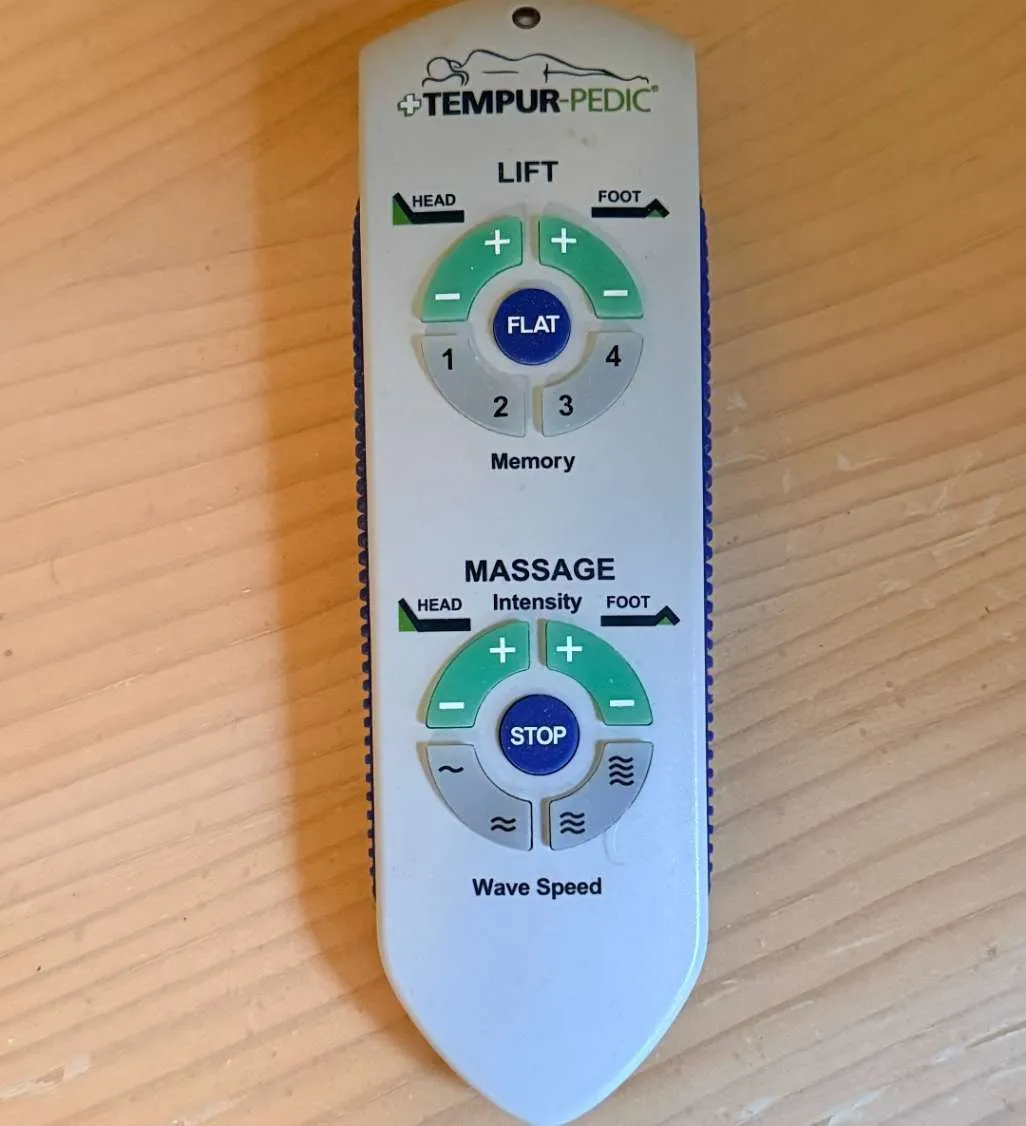 +TEMPUR-PEDIC®
LIFT
HEAD FOOT
+ +
- -
FLAT
1 4
2 3
Memory
MASSAGE
HEAD Intensity FOOT
+ +
- -
STOP
~ ≈
Wave Speed